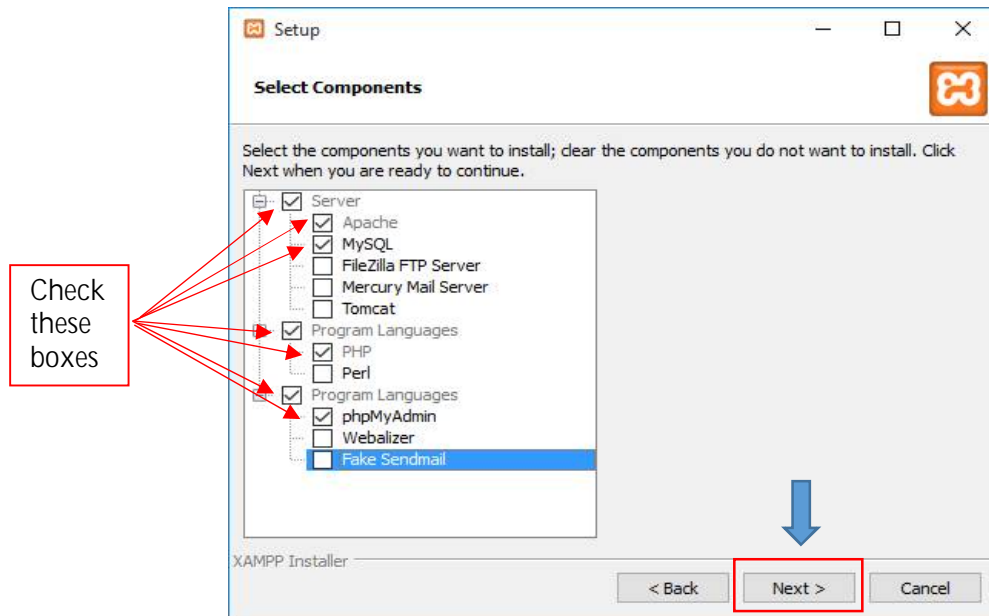 Setup
Select Components
Select the components you want to install; clear the components you do not want to install. Click
Next when you are ready to continue.
Server
Apache
MySQL
FileZilla FTP Server
Mercury Mail Server
Tomcat
Program Languages
PHP
Perl
Program Languages
phpMyAdmin
Webalizer
Fake Sendmail
Check
these
boxes
XAMPP Installer
< Back
Next >
Cancel